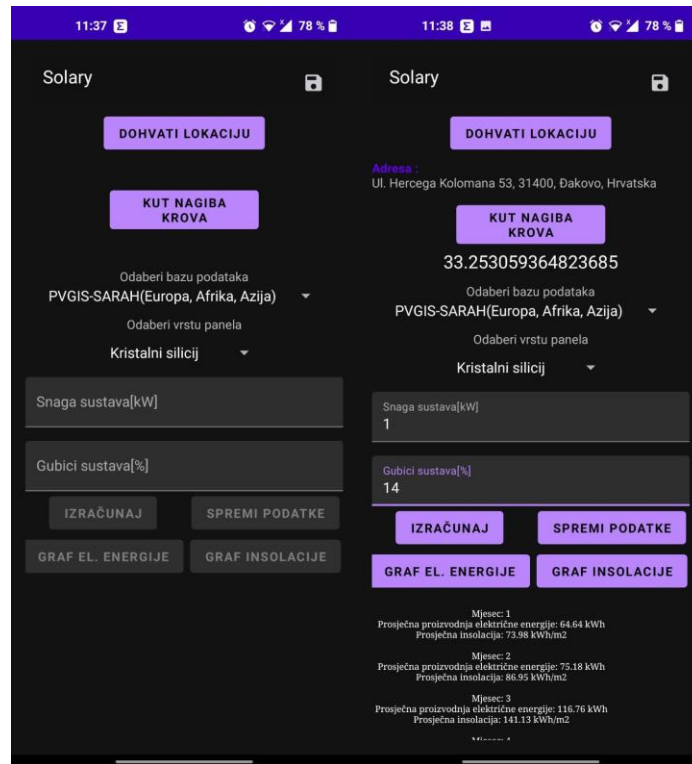 11:37 Σ 78 %
Solary
DOHVATI LOKACIJU
KUT NAGIBA
KROVA
Odaberi bazu podataka
PVGIS-SARAH(Europa, Afrika, Azija)
Odaberi vrstu panela
Kristalni silicij
Snaga sustava[kW]
Gubici sustava[%]
IZRAČUNAJ SPREMI PODATKE
GRAF EL. ENERGIJE GRAF INSOLACIJE
11:38 Σ 78 %
Solary
DOHVATI LOKACIJU
Adresa :
Ul. Hercega Kolomana 53, 31400, Đakovo, Hrvatska
KUT NAGIBA
KROVA
33.253059364823685
Odaberi bazu podataka
PVGIS-SARAH(Europa, Afrika, Azija)
Odaberi vrstu panela
Kristalni silicij
Snaga sustava[kW]
1
Gubici sustava[%]
14
IZRAČUNAJ SPREMI PODATKE
GRAF EL. ENERGIJE GRAF INSOLACIJE
Mjesec: 1
Prosječna proizvodnja električne energije: 64.64 kWh
Prosječna insolacija: 73.98 kWh/m2
Mjesec: 2
Prosječna proizvodnja električne energije: 75.18 kWh
Prosječna insolacija: 86.95 kWh/m2
Mjesec: 3
Prosječna proizvodnja električne energije: 116.76 kWh
Prosječna insolacija: 141.13 kWh/m2